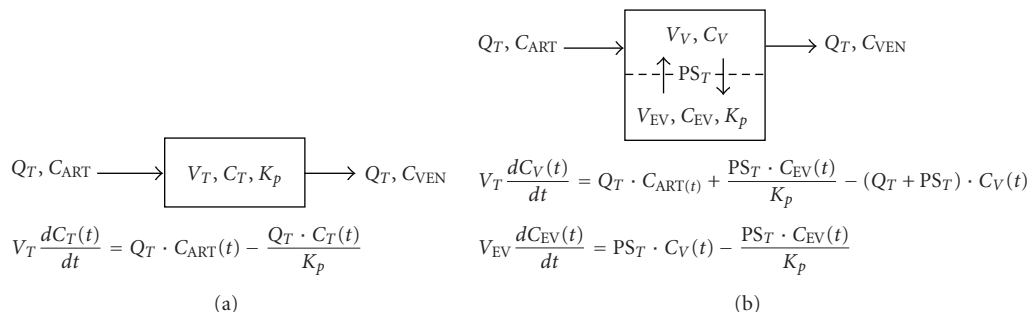 Q_T, C_ART
V_T, C_T, K_p
Q_T, C_VEN
V_T dC_T(t)/dt = Q_T · C_ART(t) − Q_T · C_T(t)/K_p
(a)
Q_T, C_ART
V_V, C_V
Q_T, C_VEN
PS_T
V_EV, C_EV, K_p
V_T dC_V(t)/dt = Q_T · C_ART(t) + PS_T · C_EV(t)/K_p − (Q_T + PS_T) · C_V(t)
V_EV dC_EV(t)/dt = PS_T · C_V(t) − PS_T · C_EV(t)/K_p
(b)